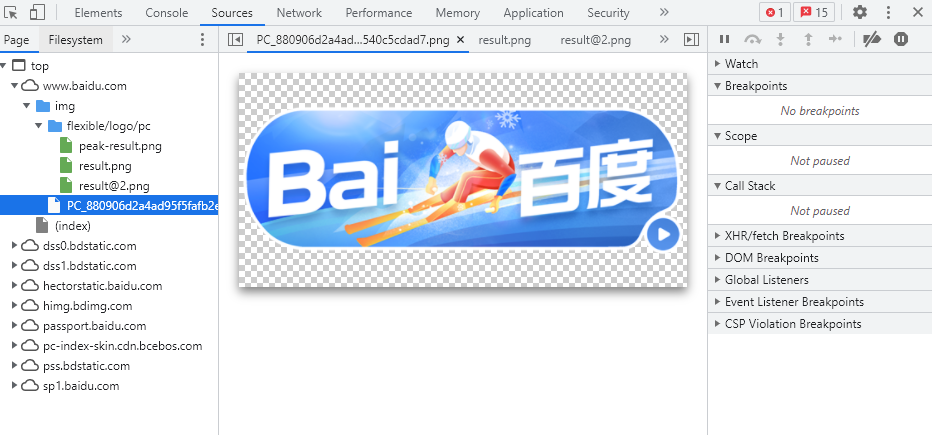 Elements Console Sources Network Performance Memory Application Security » 1 15
Page Filesystem »
PC_880906d2a4ad...540c5cdad7.png × result.png result@2.png »
top
www.baidu.com
img
flexible/logo/pc
peak-result.png
result.png
result@2.png
PC_880906d2a4ad95f5fafb2e
(index)
dss0.bdstatic.com
dss1.bdstatic.com
hectorstatic.baidu.com
himg.bdimg.com
passport.baidu.com
pc-index-skin.cdn.bcebos.com
pss.bdstatic.com
sp1.baidu.com
Bai 百度
Watch
Breakpoints
No breakpoints
Scope
Not paused
Call Stack
Not paused
XHR/fetch Breakpoints
DOM Breakpoints
Global Listeners
Event Listener Breakpoints
CSP Violation Breakpoints